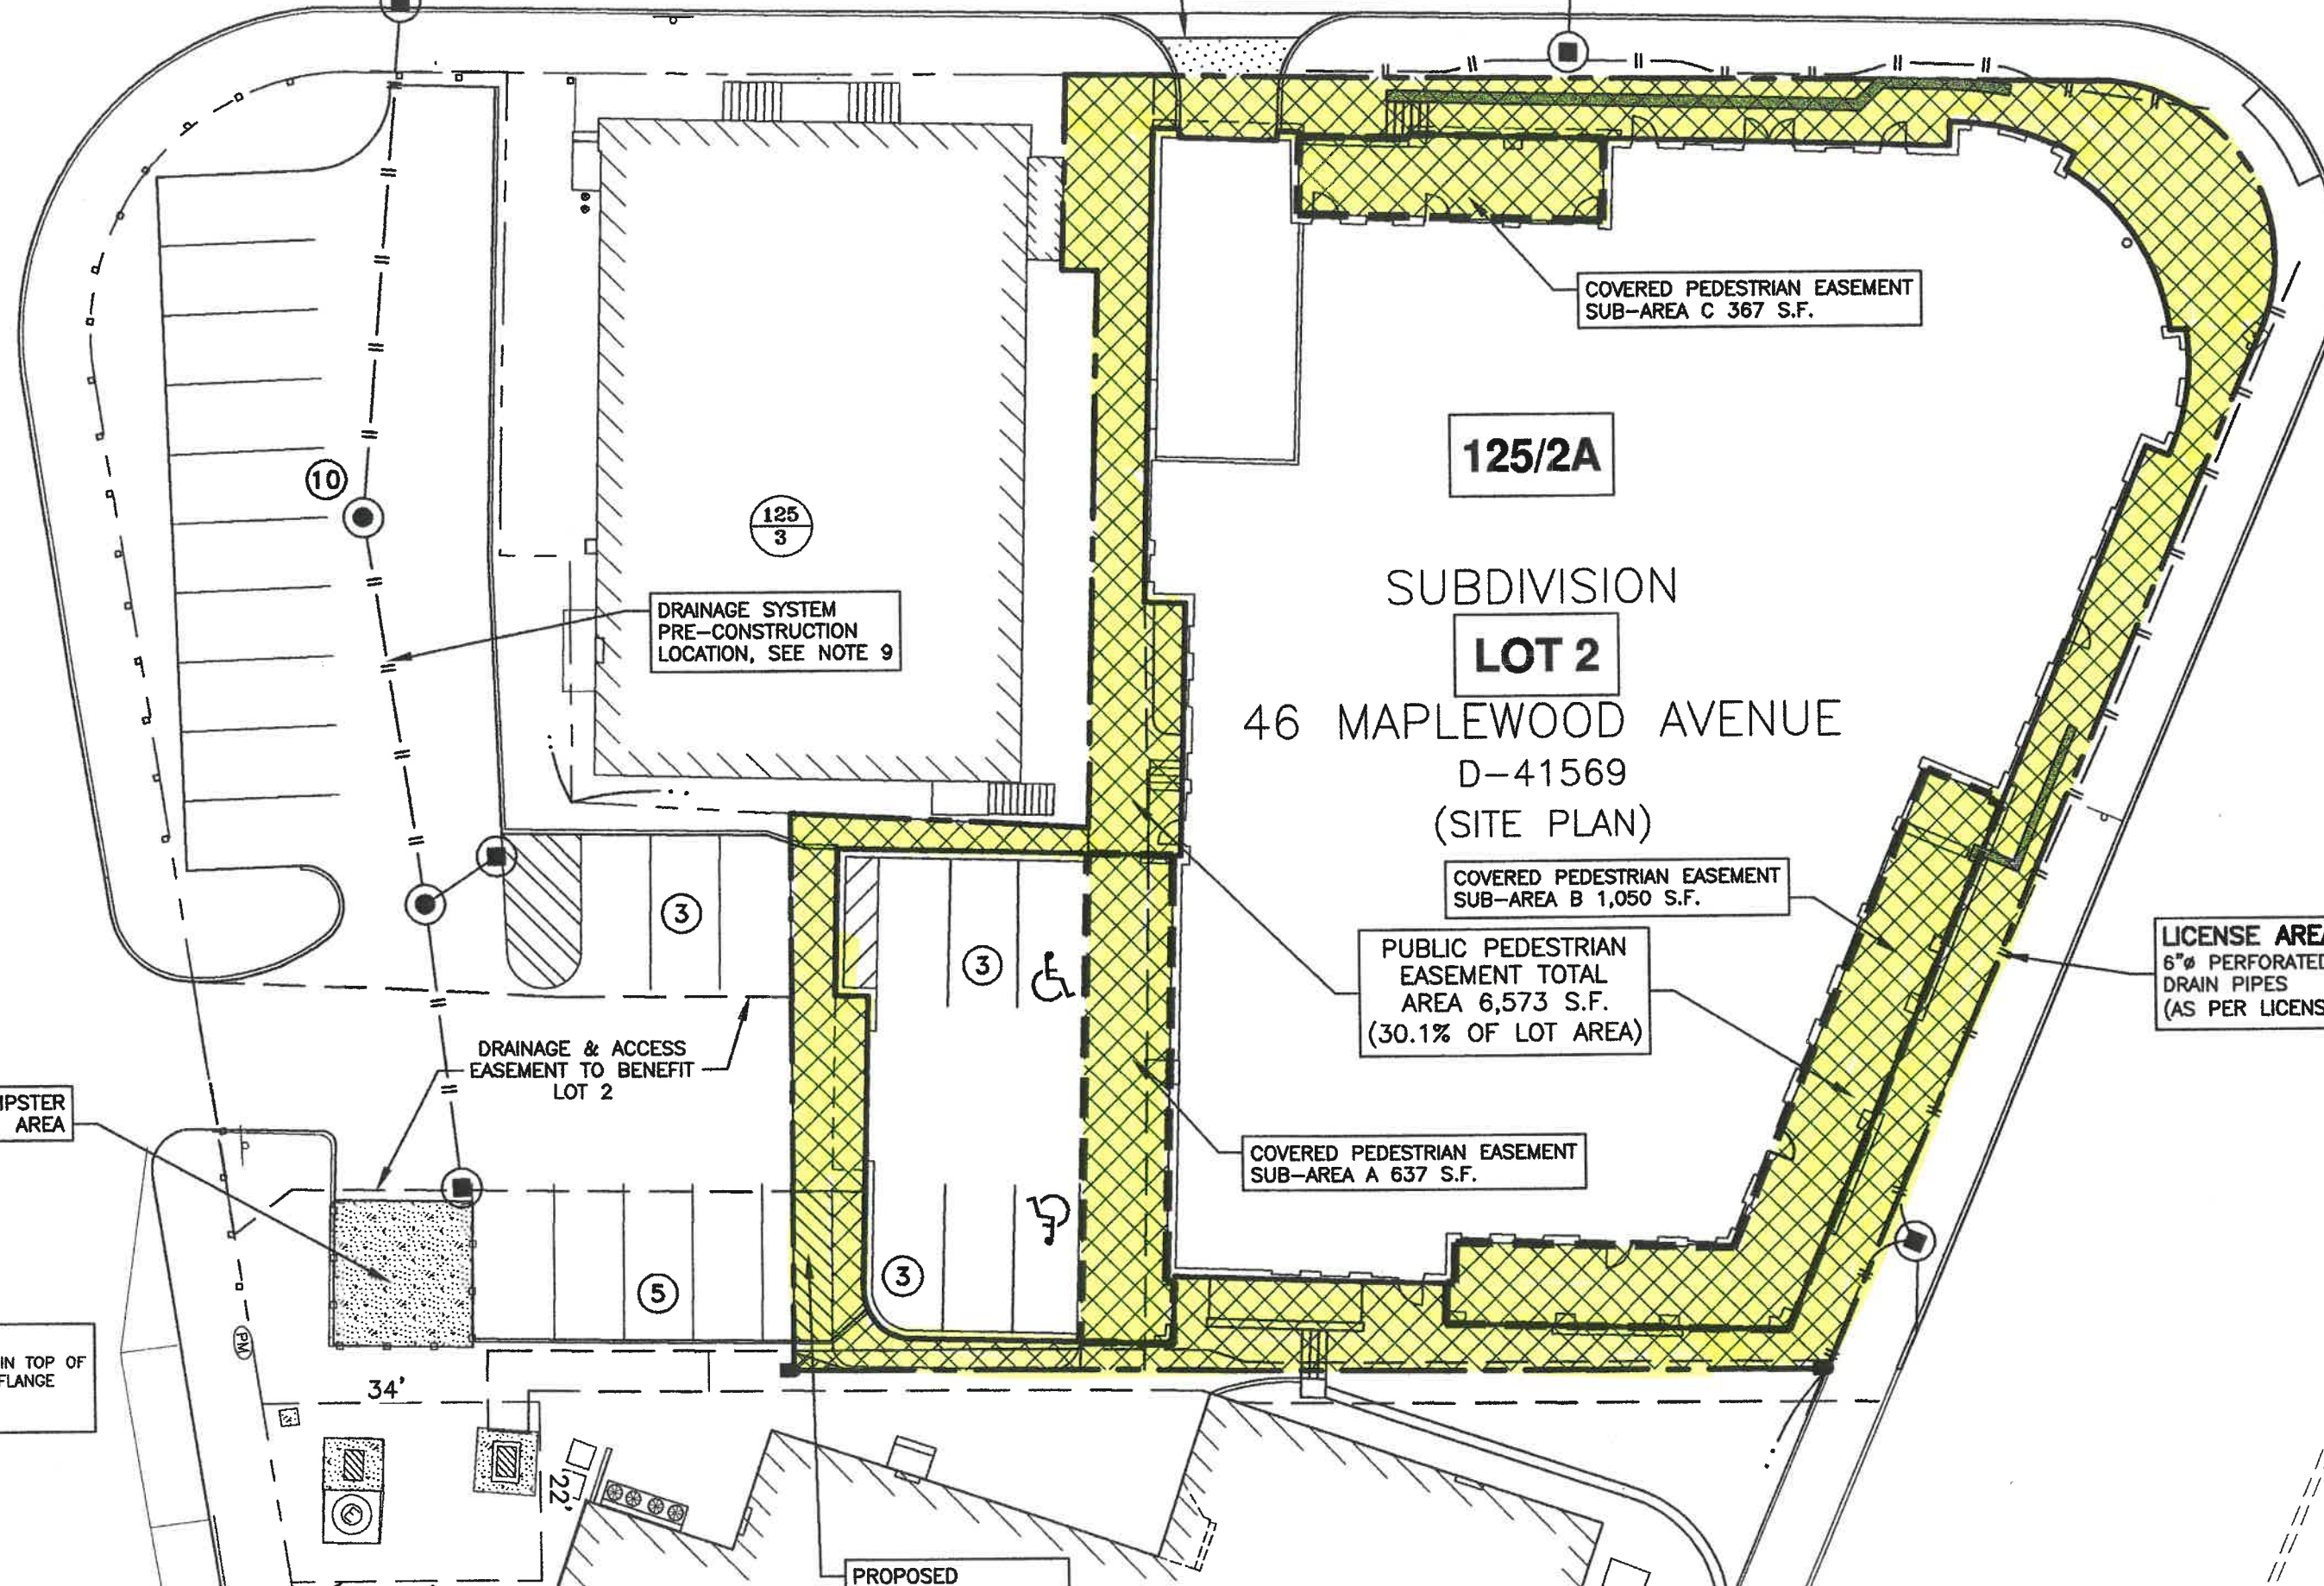 COVERED PEDESTRIAN EASEMENT
SUB-AREA C 367 S.F.
125/2A
10
125
3
SUBDIVISION
LOT 2
46 MAPLEWOOD AVENUE
D-41569
(SITE PLAN)
DRAINAGE SYSTEM
PRE-CONSTRUCTION
LOCATION, SEE NOTE 9
COVERED PEDESTRIAN EASEMENT
SUB-AREA B 1,050 S.F.
3
3
PUBLIC PEDESTRIAN
EASEMENT TOTAL
AREA 6,573 S.F.
(30.1% OF LOT AREA)
LICENSE AREA
6"ø PERFORATED
DRAIN PIPES
(AS PER LICENS
DRAINAGE & ACCESS
EASEMENT TO BENEFIT
LOT 2
IPSTER
AREA
COVERED PEDESTRIAN EASEMENT
SUB-AREA A 637 S.F.
3
5
PM
IN TOP OF
FLANGE
34'
22'
E
PROPOSED